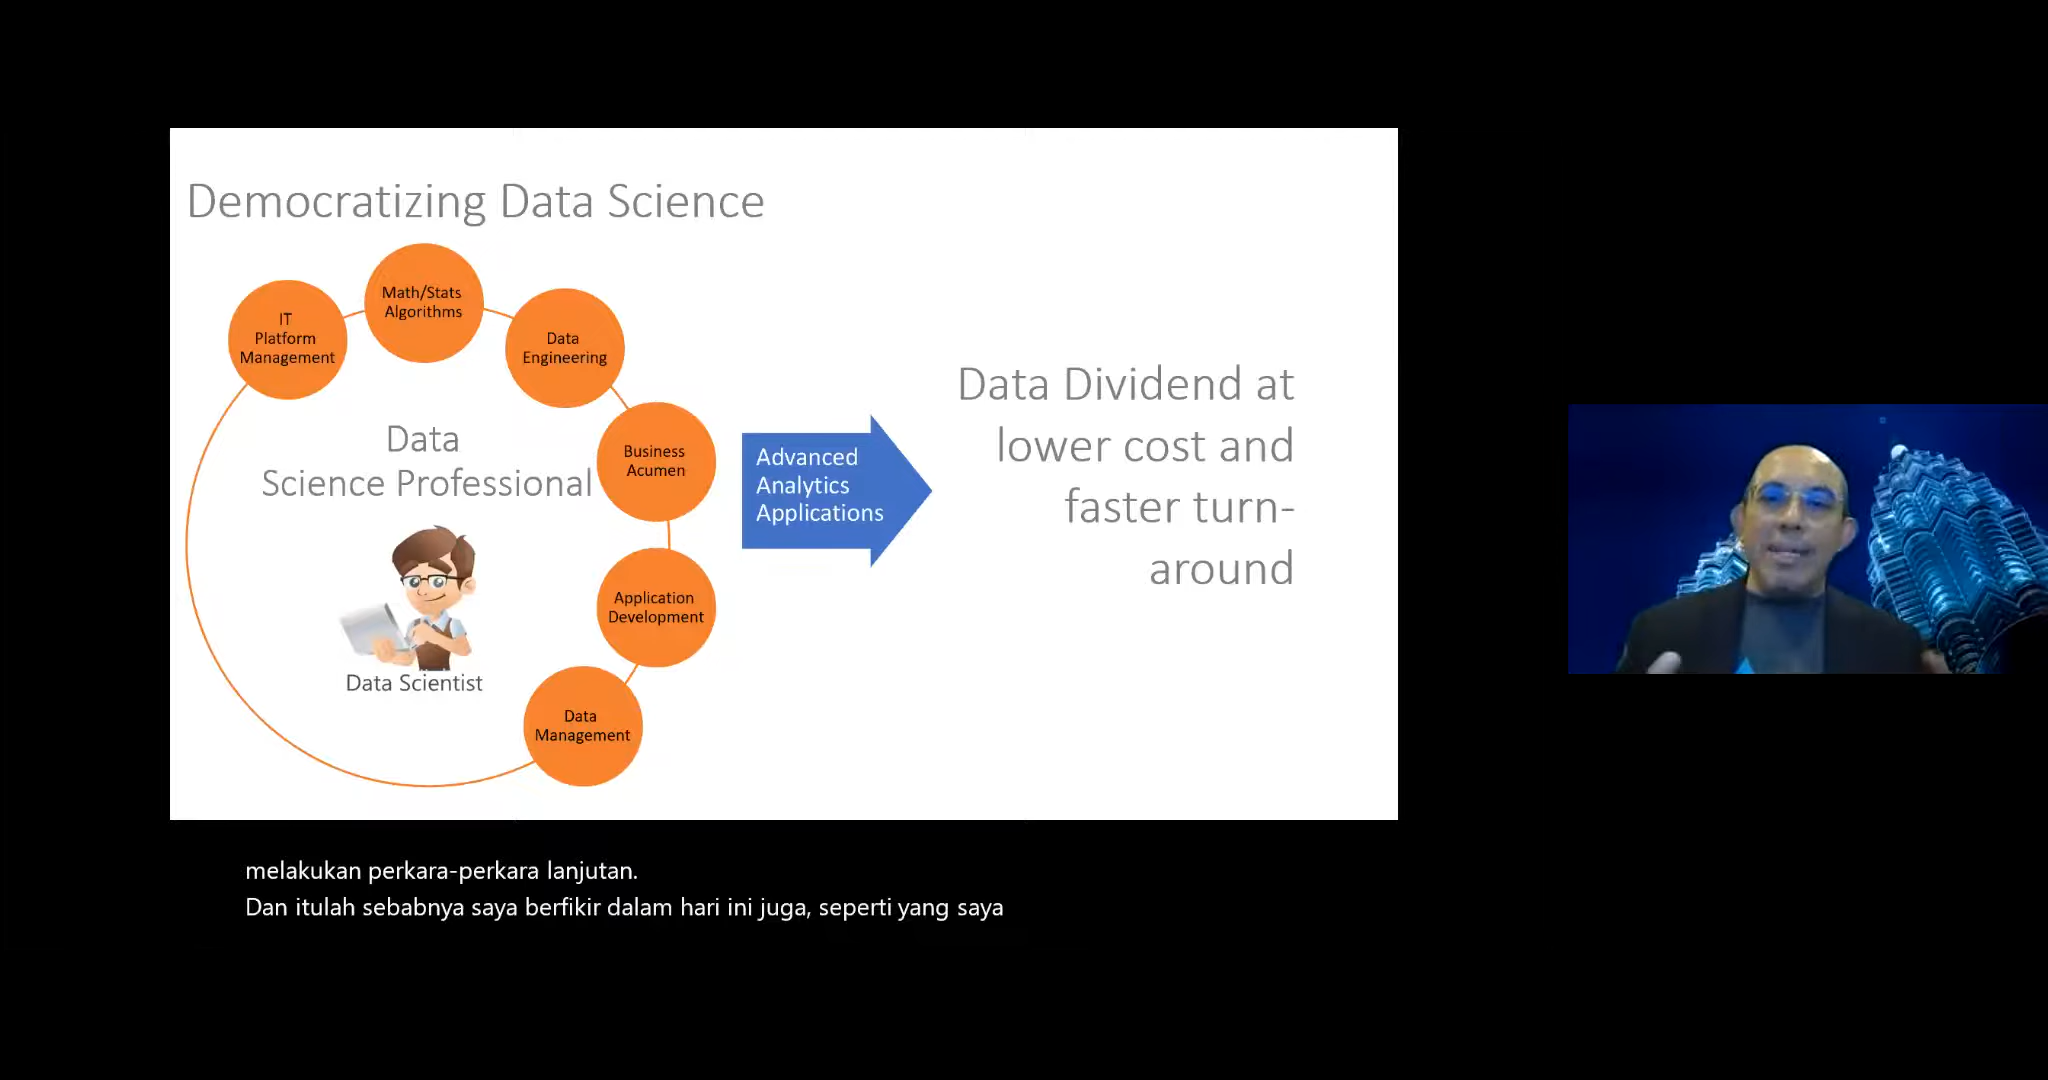 Democratizing Data Science
IT
Platform
Management
Math/Stats
Algorithms
Data
Engineering
Business
Acumen
Application
Development
Data
Management
Data
Science Professional
Data Scientist
Advanced
Analytics
Applications
Data Dividend at
lower cost and
faster turn-
around
melakukan perkara-perkara lanjutan.
Dan itulah sebabnya saya berfikir dalam hari ini juga, seperti yang saya